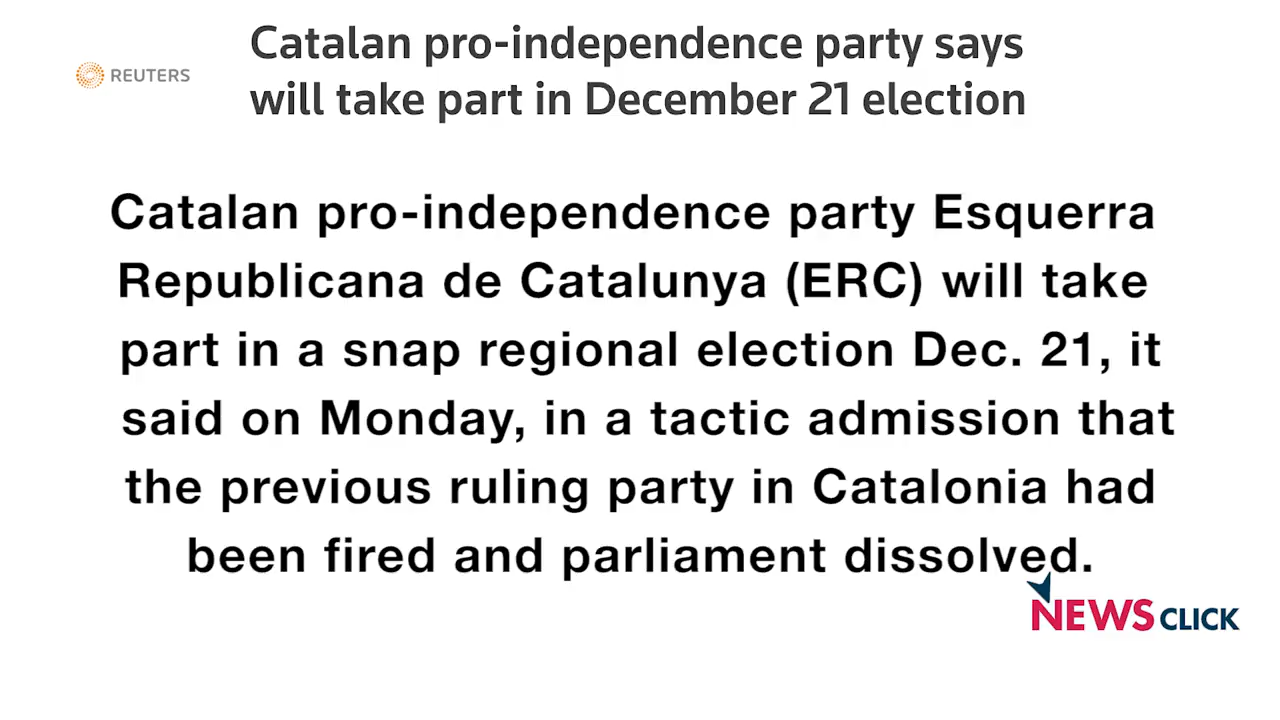 Catalan pro-independence party says
will take part in December 21 election
REUTERS
Catalan pro-independence party Esquerra
Republicana de Catalunya (ERC) will take
part in a snap regional election Dec. 21, it
said on Monday, in a tactic admission that
the previous ruling party in Catalonia had
been fired and parliament dissolved.
NEWSCLICK